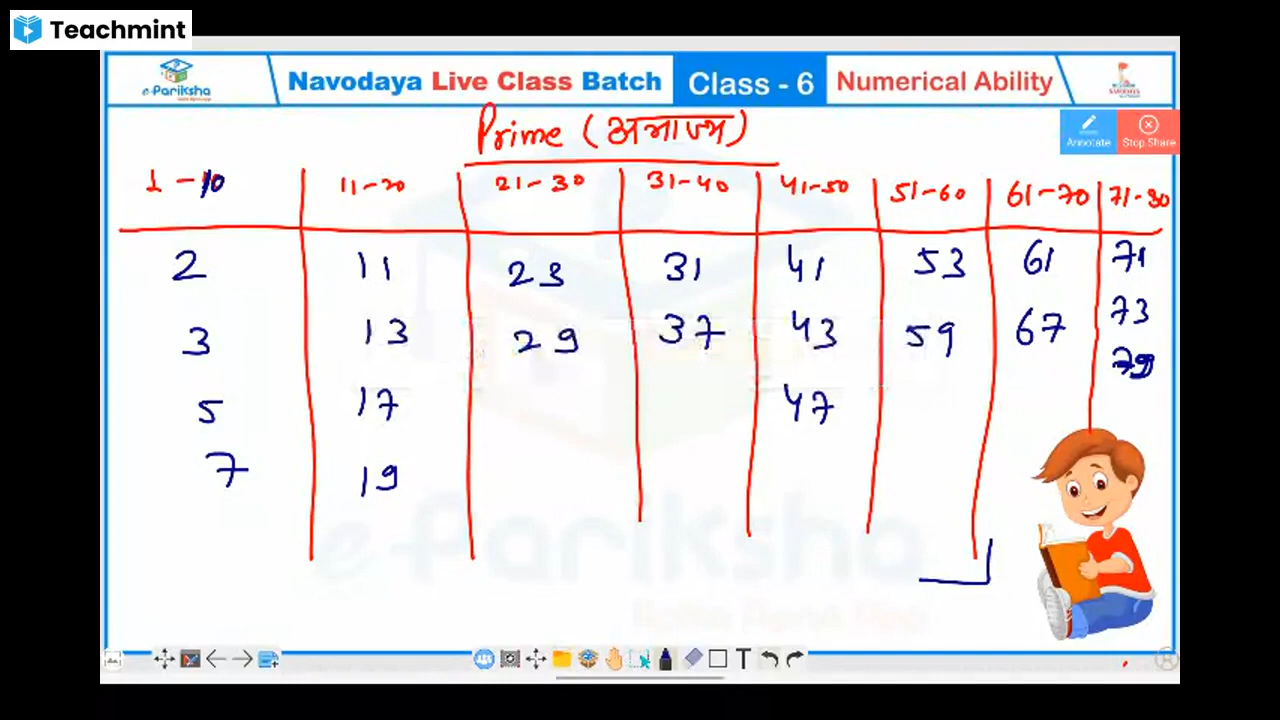 Teachmint
e-Pariksha
Navodaya Live Class Batch
Class - 6
Numerical Ability
Prime (अभाज्य)
Annotate
Stop Share
1 - 10 11-20 21-30 31-40 41-50 51-60 61-70 71-80
2 11 23 31 41 53 61 71
3 13 29 37 43 59 67 73
79
5 17 47
7 19
e-Pariksha
T